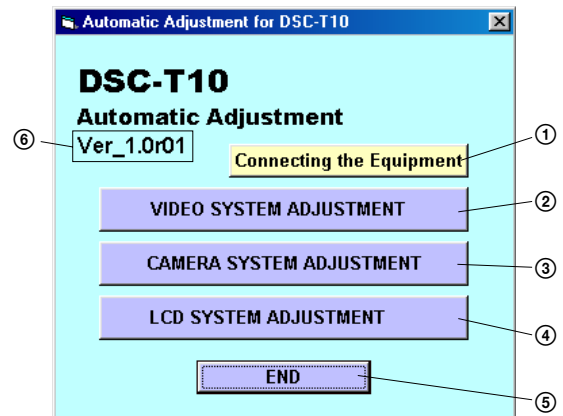 Automatic Adjustment for DSC-T10
DSC-T10
Automatic Adjustment
⑥ Ver_1.0r01
Connecting the Equipment ①
VIDEO SYSTEM ADJUSTMENT ②
CAMERA SYSTEM ADJUSTMENT ③
LCD SYSTEM ADJUSTMENT ④
END ⑤